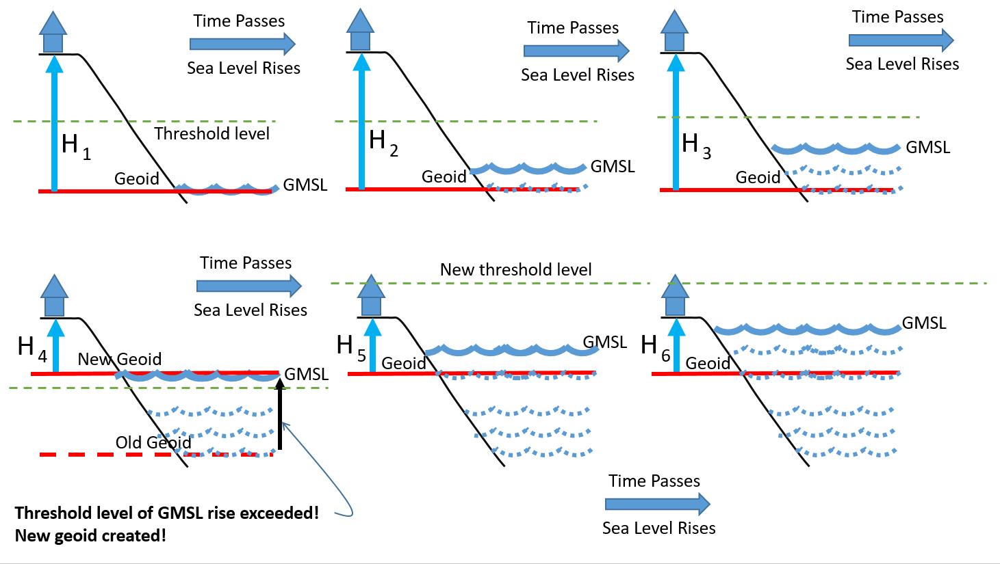 Time Passes
Sea Level Rises
Threshold level
H 1
Geoid
GMSL
Time Passes
Sea Level Rises
H 2
Geoid
GMSL
Time Passes
Sea Level Rises
H 3
Geoid
GMSL
Time Passes
Sea Level Rises
H 4
New Geoid
GMSL
Old Geoid
Threshold level of GMSL rise exceeded!
New geoid created!
New threshold level
H 5
Geoid
GMSL
H 6
Geoid
GMSL
Time Passes
Sea Level Rises